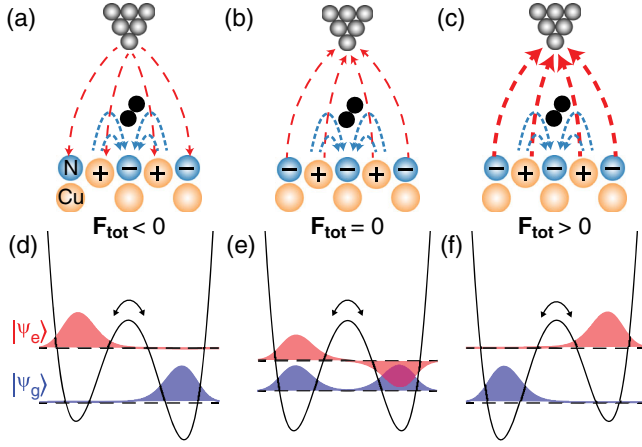 (a)
(b)
(c)
N + − + −
− + − + −
− + − + −
Cu
F_tot < 0
F_tot = 0
F_tot > 0
(d)
(e)
(f)
|ψ_e⟩
|ψ_g⟩